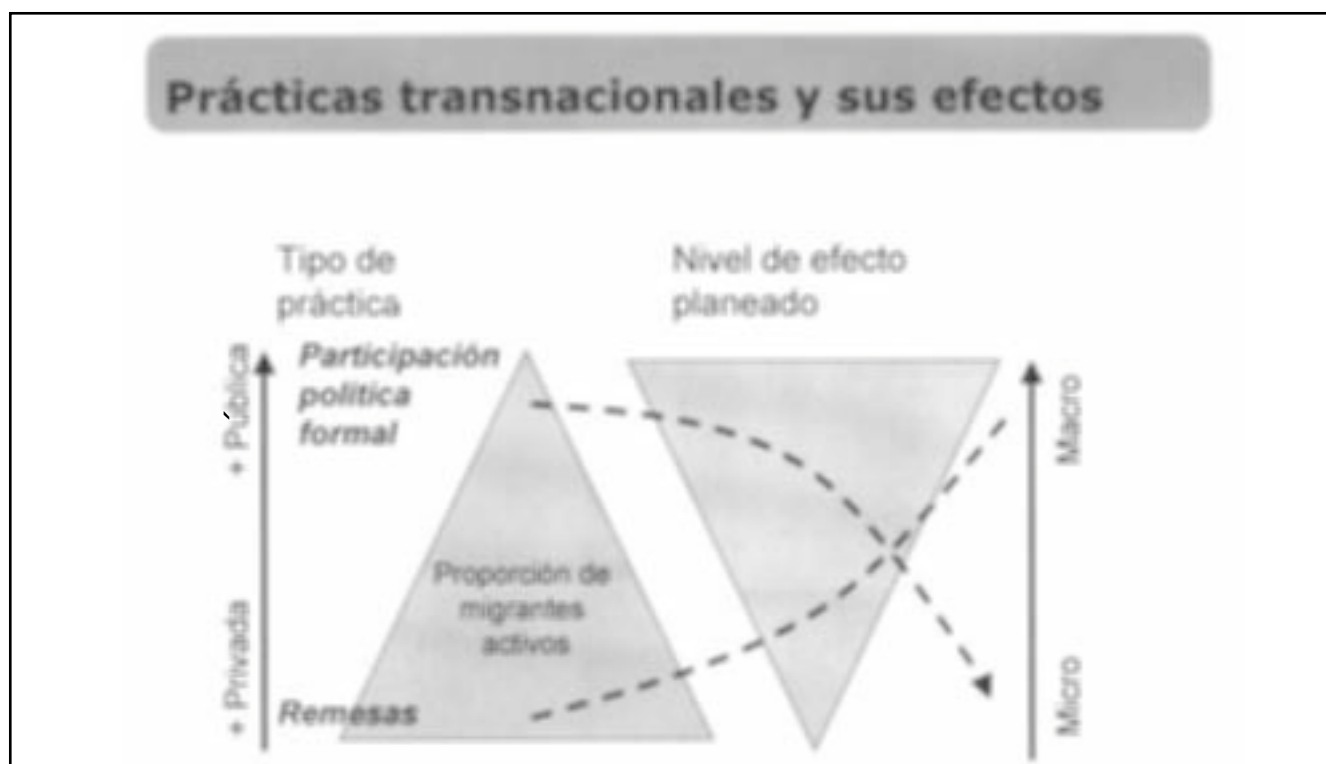 Prácticas transnacionales y sus efectos
Tipo de
práctica
Nivel de efecto
planeado
+ Pública
Participación
política
formal
Macro
Proporción de
migrantes
activos
+ Privada
Remesas
Micro